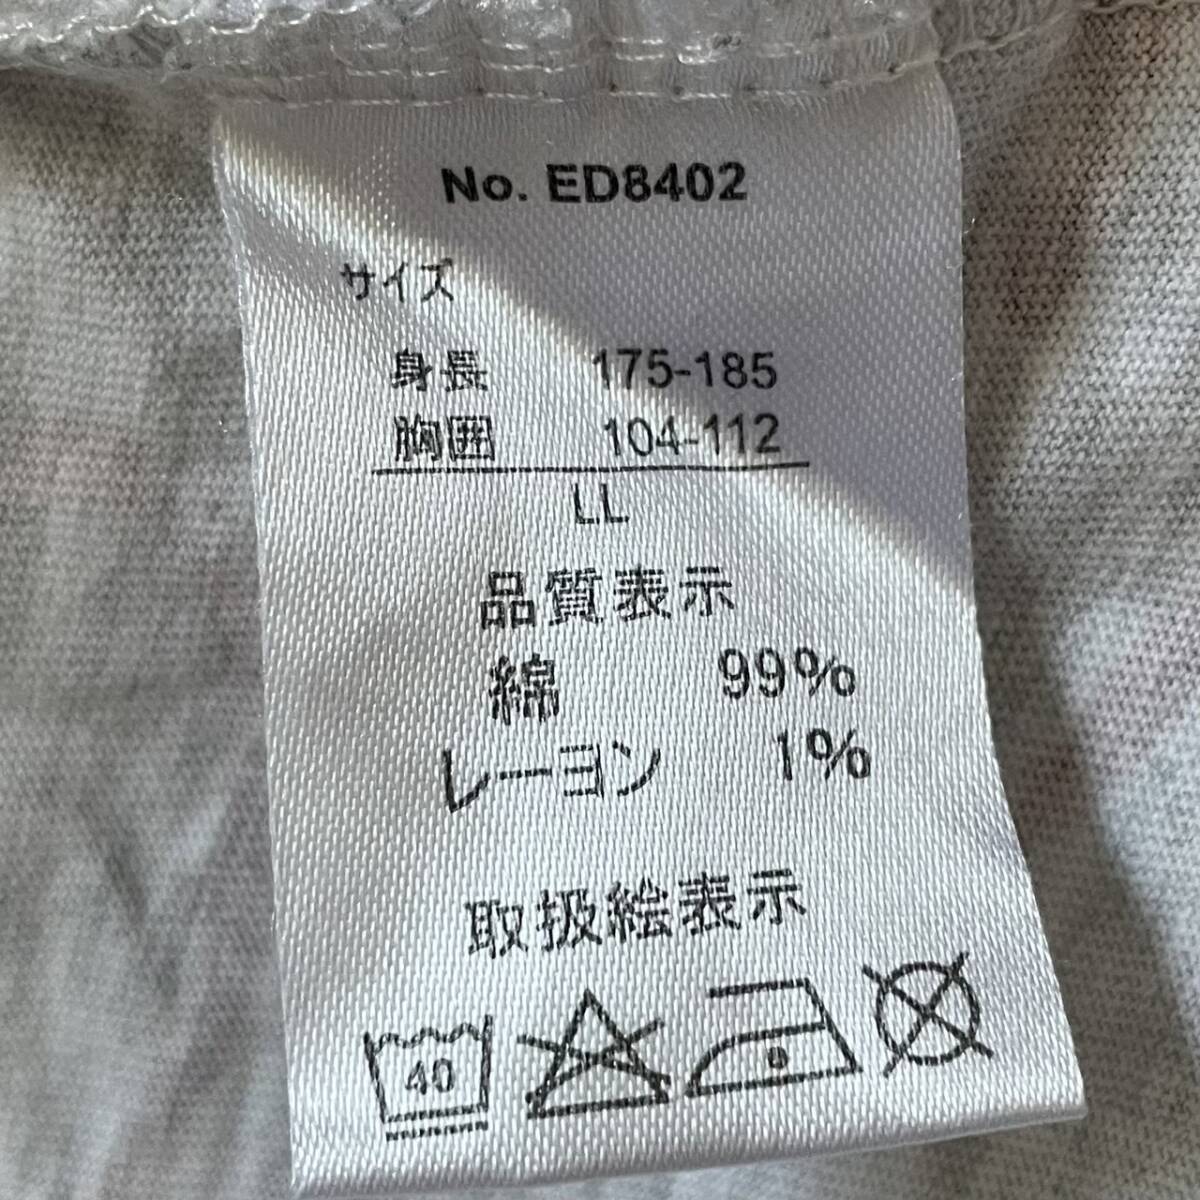 No. ED8402
サイズ
身長 175-185
胸囲 104-112
LL
品質表示
綿 99%
レーヨン 1%
取扱絵表示
40